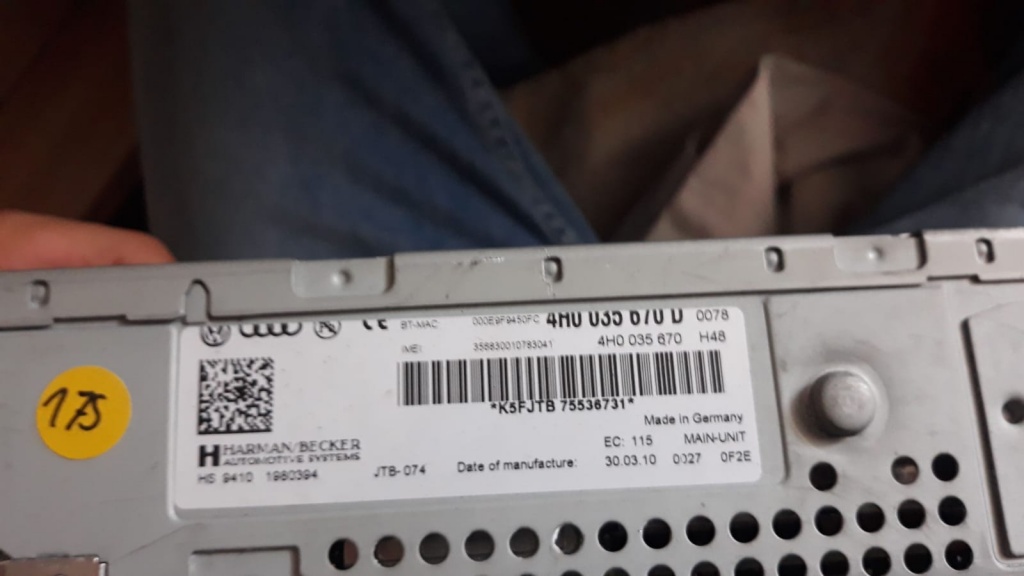 BT-MAC: 000E9F9450FC 4H0 035 670 D 0078
IMEI: 356830010783041 4H0 035 670 H48
*K5FJTB 75536731*
175
Made in Germany
HARMAN/BECKER
AUTOMOTIVE SYSTEMS
EC: 115 MAIN-UNIT
HS 9410 1980394 JTB-074 Date of manufacture: 30.03.10 0027 0F2E